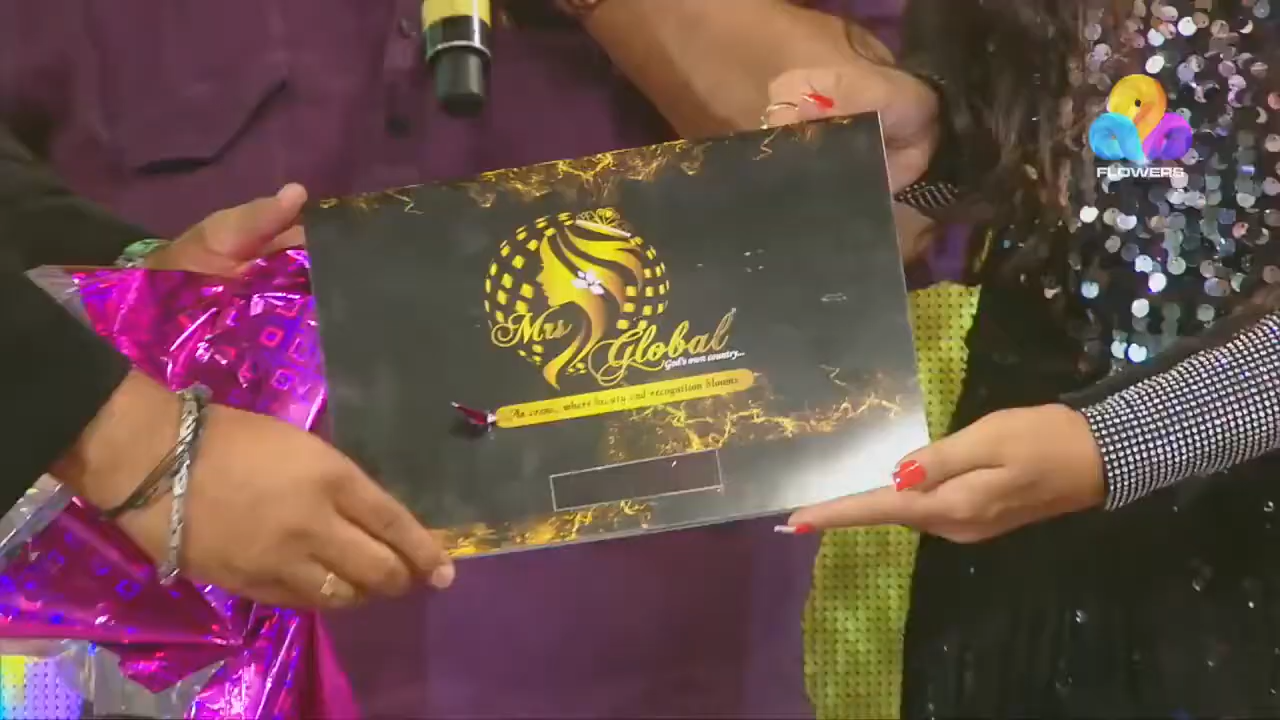 FLOWERS
Mrs Global
God's own country...
An arena, where beauty and recognition blooms